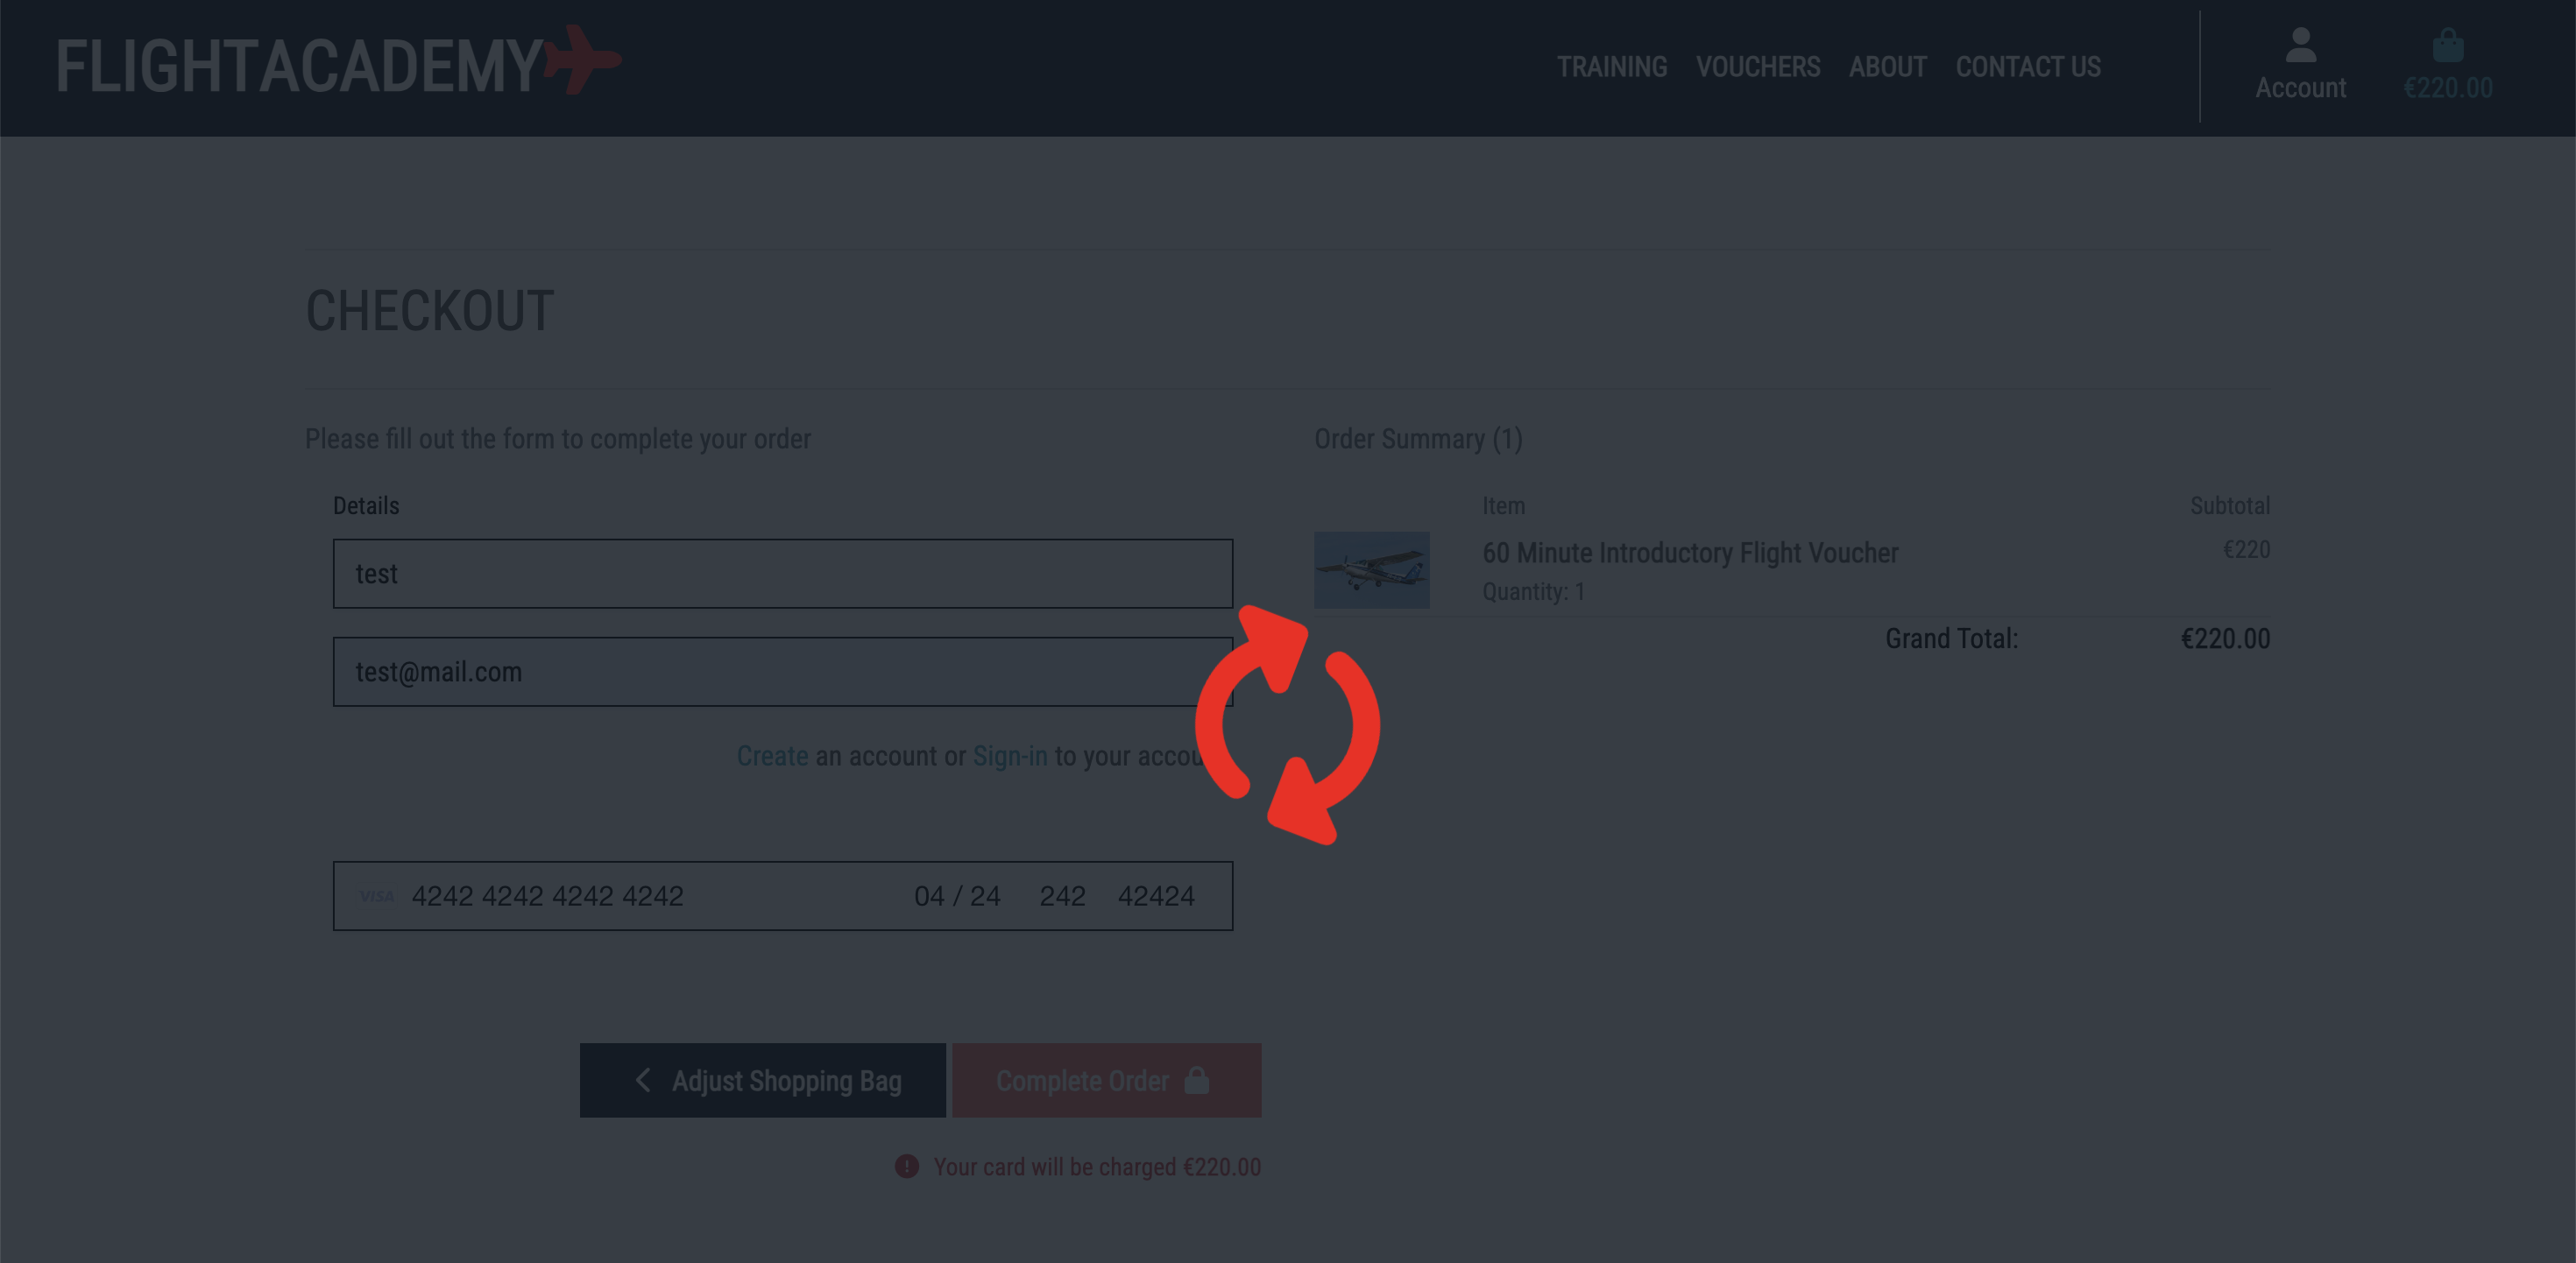 FLIGHTACADEMY
TRAINING VOUCHERS ABOUT CONTACT US
Account
€220.00
CHECKOUT
Please fill out the form to complete your order
Details
test
test@mail.com
Create an account or Sign-in to your
VISA 4242 4242 4242 4242 04 / 24 242 42424
Adjust Shopping Bag
Complete Order
Your card will be charged €220.00
Order Summary (1)
Item Subtotal
60 Minute Introductory Flight Voucher €220
Quantity: 1
Grand Total: €220.00